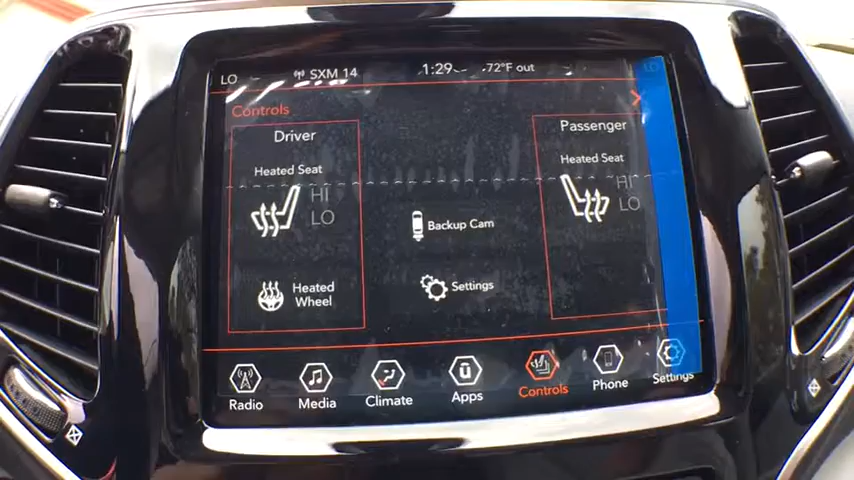 LO SXM 14 1:29 72°F out LO
Controls
Driver
Passenger
Heated Seat
Heated Seat
HI
LO
HI
LO
Backup Cam
Heated
Wheel
Settings
Radio Media Climate Apps Controls Phone Settings